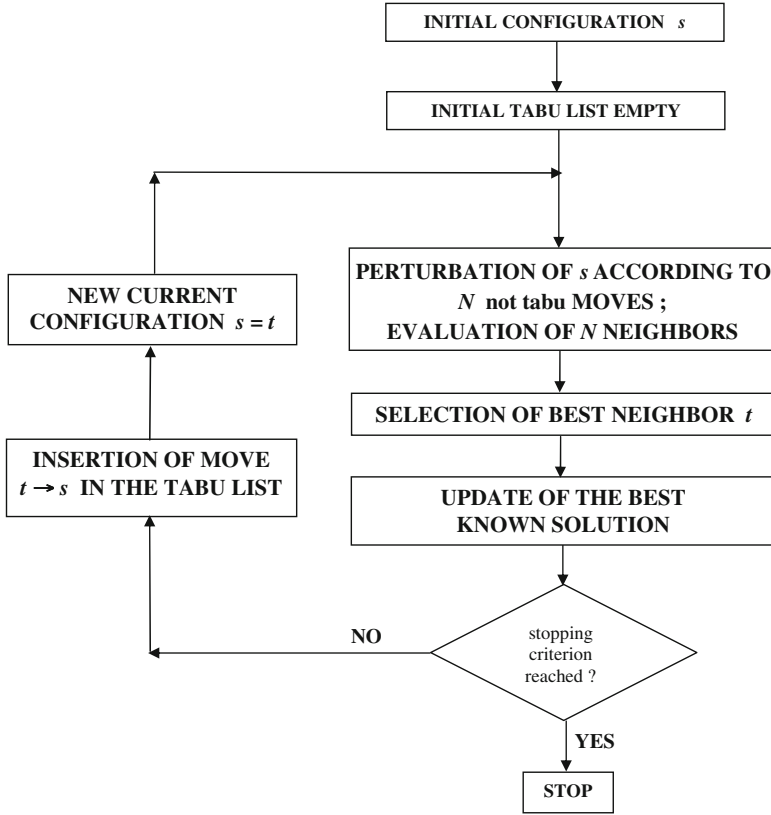 INITIAL CONFIGURATION s
INITIAL TABU LIST EMPTY
PERTURBATION OF s ACCORDING TO
N not tabu MOVES ;
EVALUATION OF N NEIGHBORS
SELECTION OF BEST NEIGHBOR t
UPDATE OF THE BEST
KNOWN SOLUTION
stopping
criterion
reached ?
NO
YES
STOP
INSERTION OF MOVE
t → s IN THE TABU LIST
NEW CURRENT
CONFIGURATION s = t